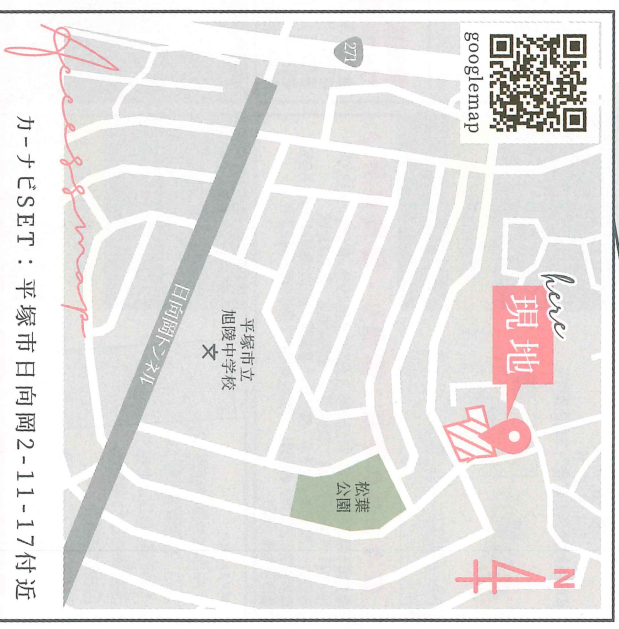 Access map
googlemap
271
here
現地
日向岡トンネル
平塚市立
旭陵中学校
松葉
公園
N
カーナビSET：平塚市日向岡2-11-17付近